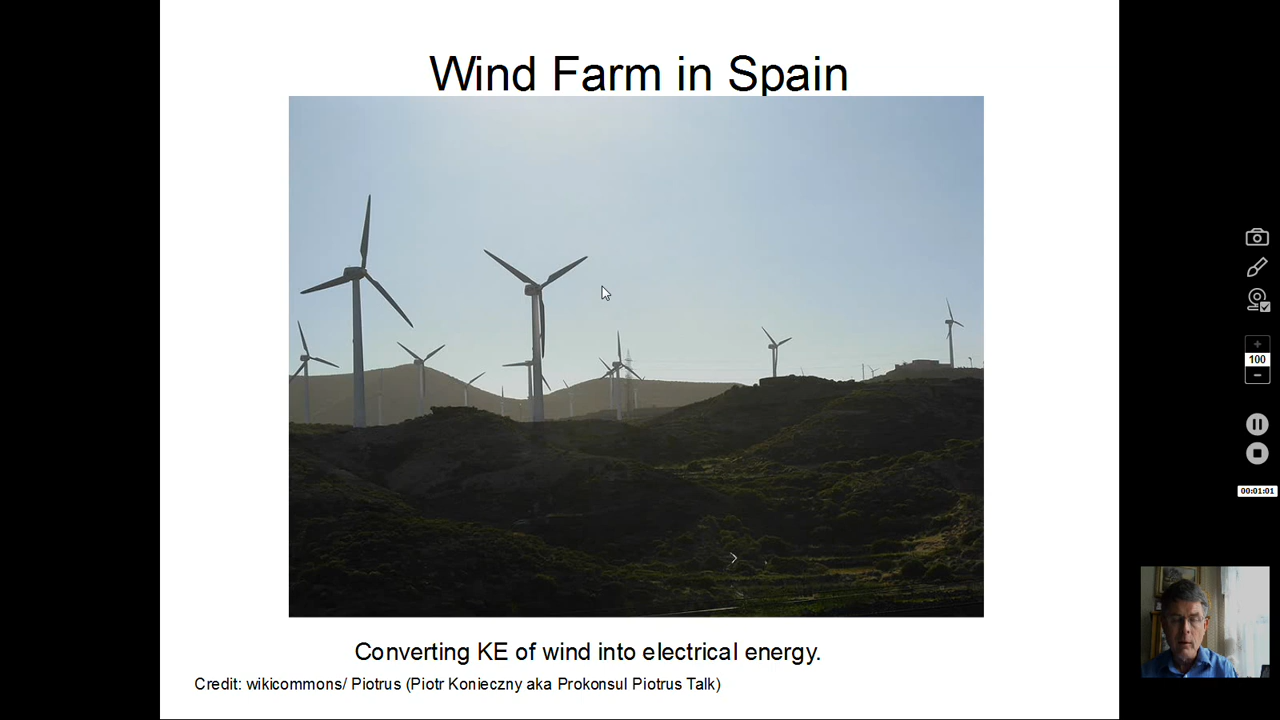 Wind Farm in Spain
100
00:01:01
Converting KE of wind into electrical energy.
Credit: wikicommons/ Piotrus (Piotr Konieczny aka Prokonsul Piotrus Talk)